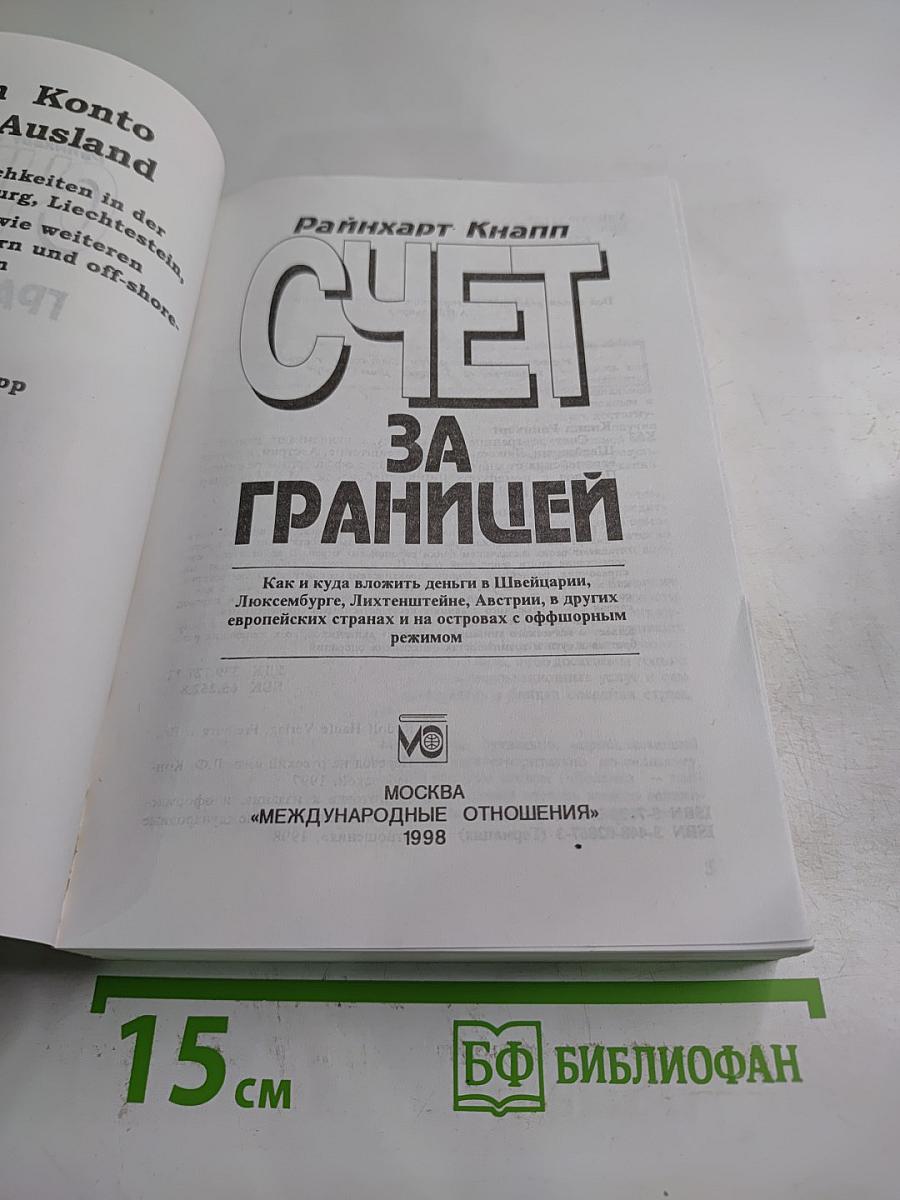 Konto
Ausland
chkeiten in der
urg, Liechtestein,
wie weiteren
rn und off-shore-
n
pp
Райнхарт Кнапп
СЧЕТ
ЗА
ГРАНИЦЕЙ
Как и куда вложить деньги в Швейцарии,
Люксембурге, Лихтенштейне, Австрии, в других
европейских странах и на островах с оффшорным
режимом
МО
МОСКВА
«МЕЖДУНАРОДНЫЕ ОТНОШЕНИЯ»
1998
15 см
БФ БИБЛИОФАН